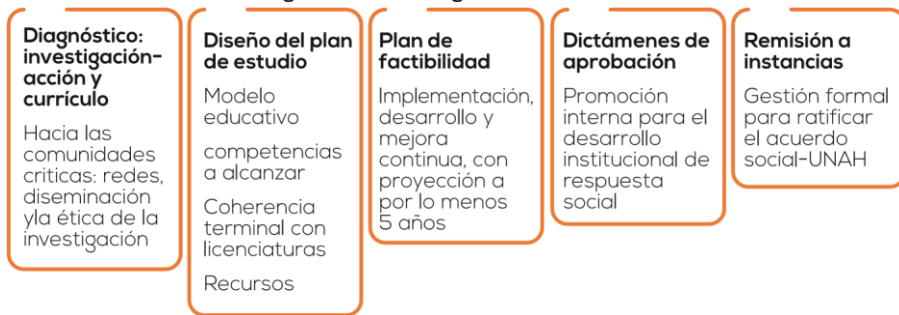 Diagnóstico:
investigación-
acción y
currículo
Hacia las
comunidades
criticas: redes,
diseminación
yla ética de la
investigación
Diseño del plan
de estudio
Modelo
educativo
competencias
a alcanzar
Coherencia
terminal con
licenciaturas
Recursos
Plan de
factibilidad
Implementación,
desarrollo y
mejora
continua, con
proyección a
por lo menos
5 años
Dictámenes de
aprobación
Promoción
interna para el
desarrollo
institucional de
respuesta
social
Remisión a
instancias
Gestión formal
para ratificar
el acuerdo
social-UNAH